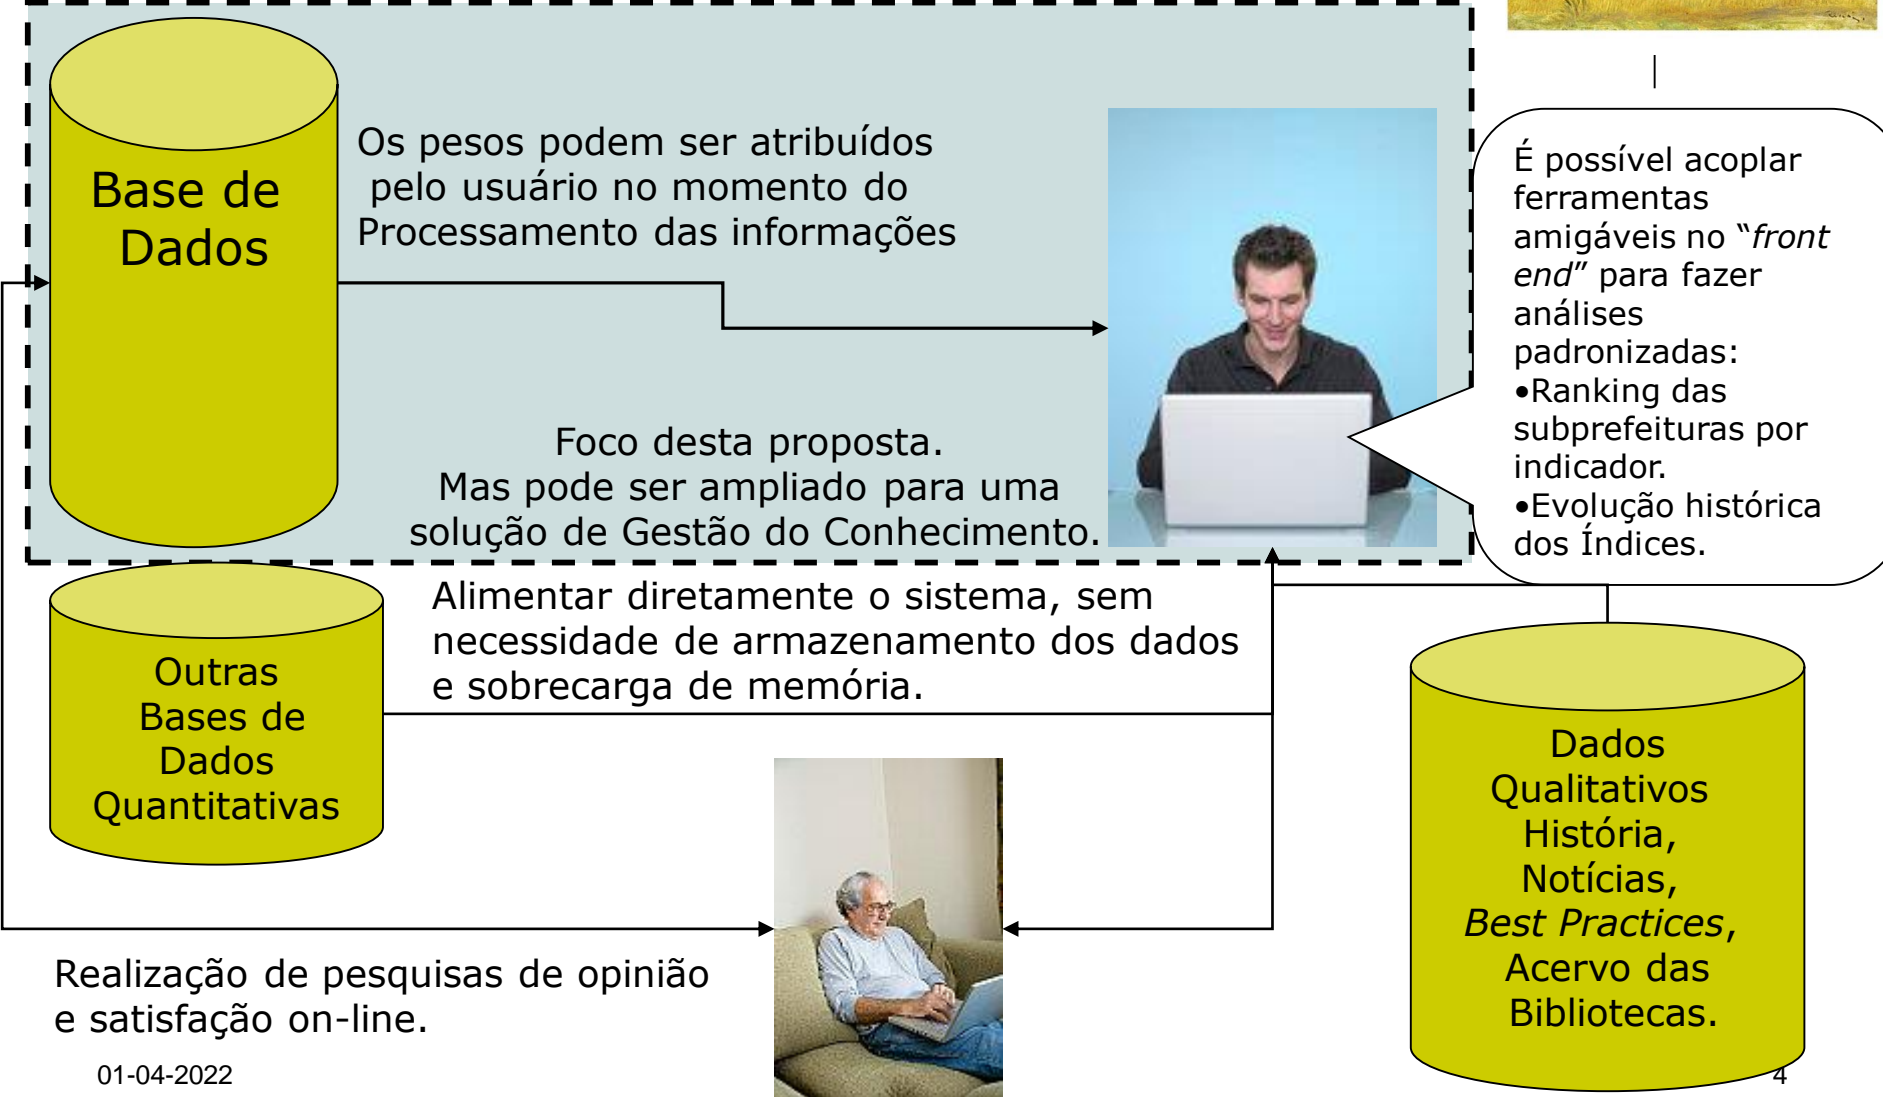 Base de
Dados
Os pesos podem ser atribuídos
pelo usuário no momento do
Processamento das informações
Foco desta proposta.
Mas pode ser ampliado para uma
solução de Gestão do Conhecimento.
É possível acoplar
ferramentas
amigáveis no “front
end” para fazer
análises
padronizadas:
•Ranking das
subprefeituras por
indicador.
•Evolução histórica
dos Índices.
Alimentar diretamente o sistema, sem
necessidade de armazenamento dos dados
e sobrecarga de memória.
Outras
Bases de
Dados
Quantitativas
Dados
Qualitativos
História,
Notícias,
Best Practices,
Acervo das
Bibliotecas.
Realização de pesquisas de opinião
e satisfação on-line.
01-04-2022
4